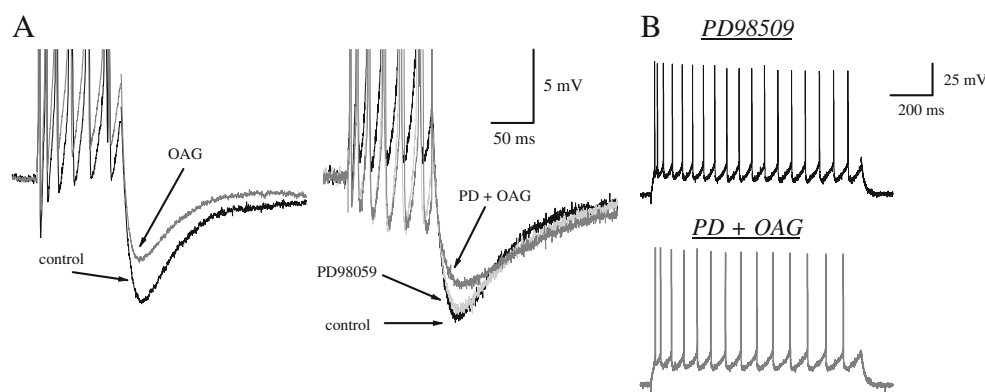 A
OAG
control
5 mV
50 ms
PD + OAG
PD98059
control
B
PD98509
25 mV
200 ms
PD + OAG